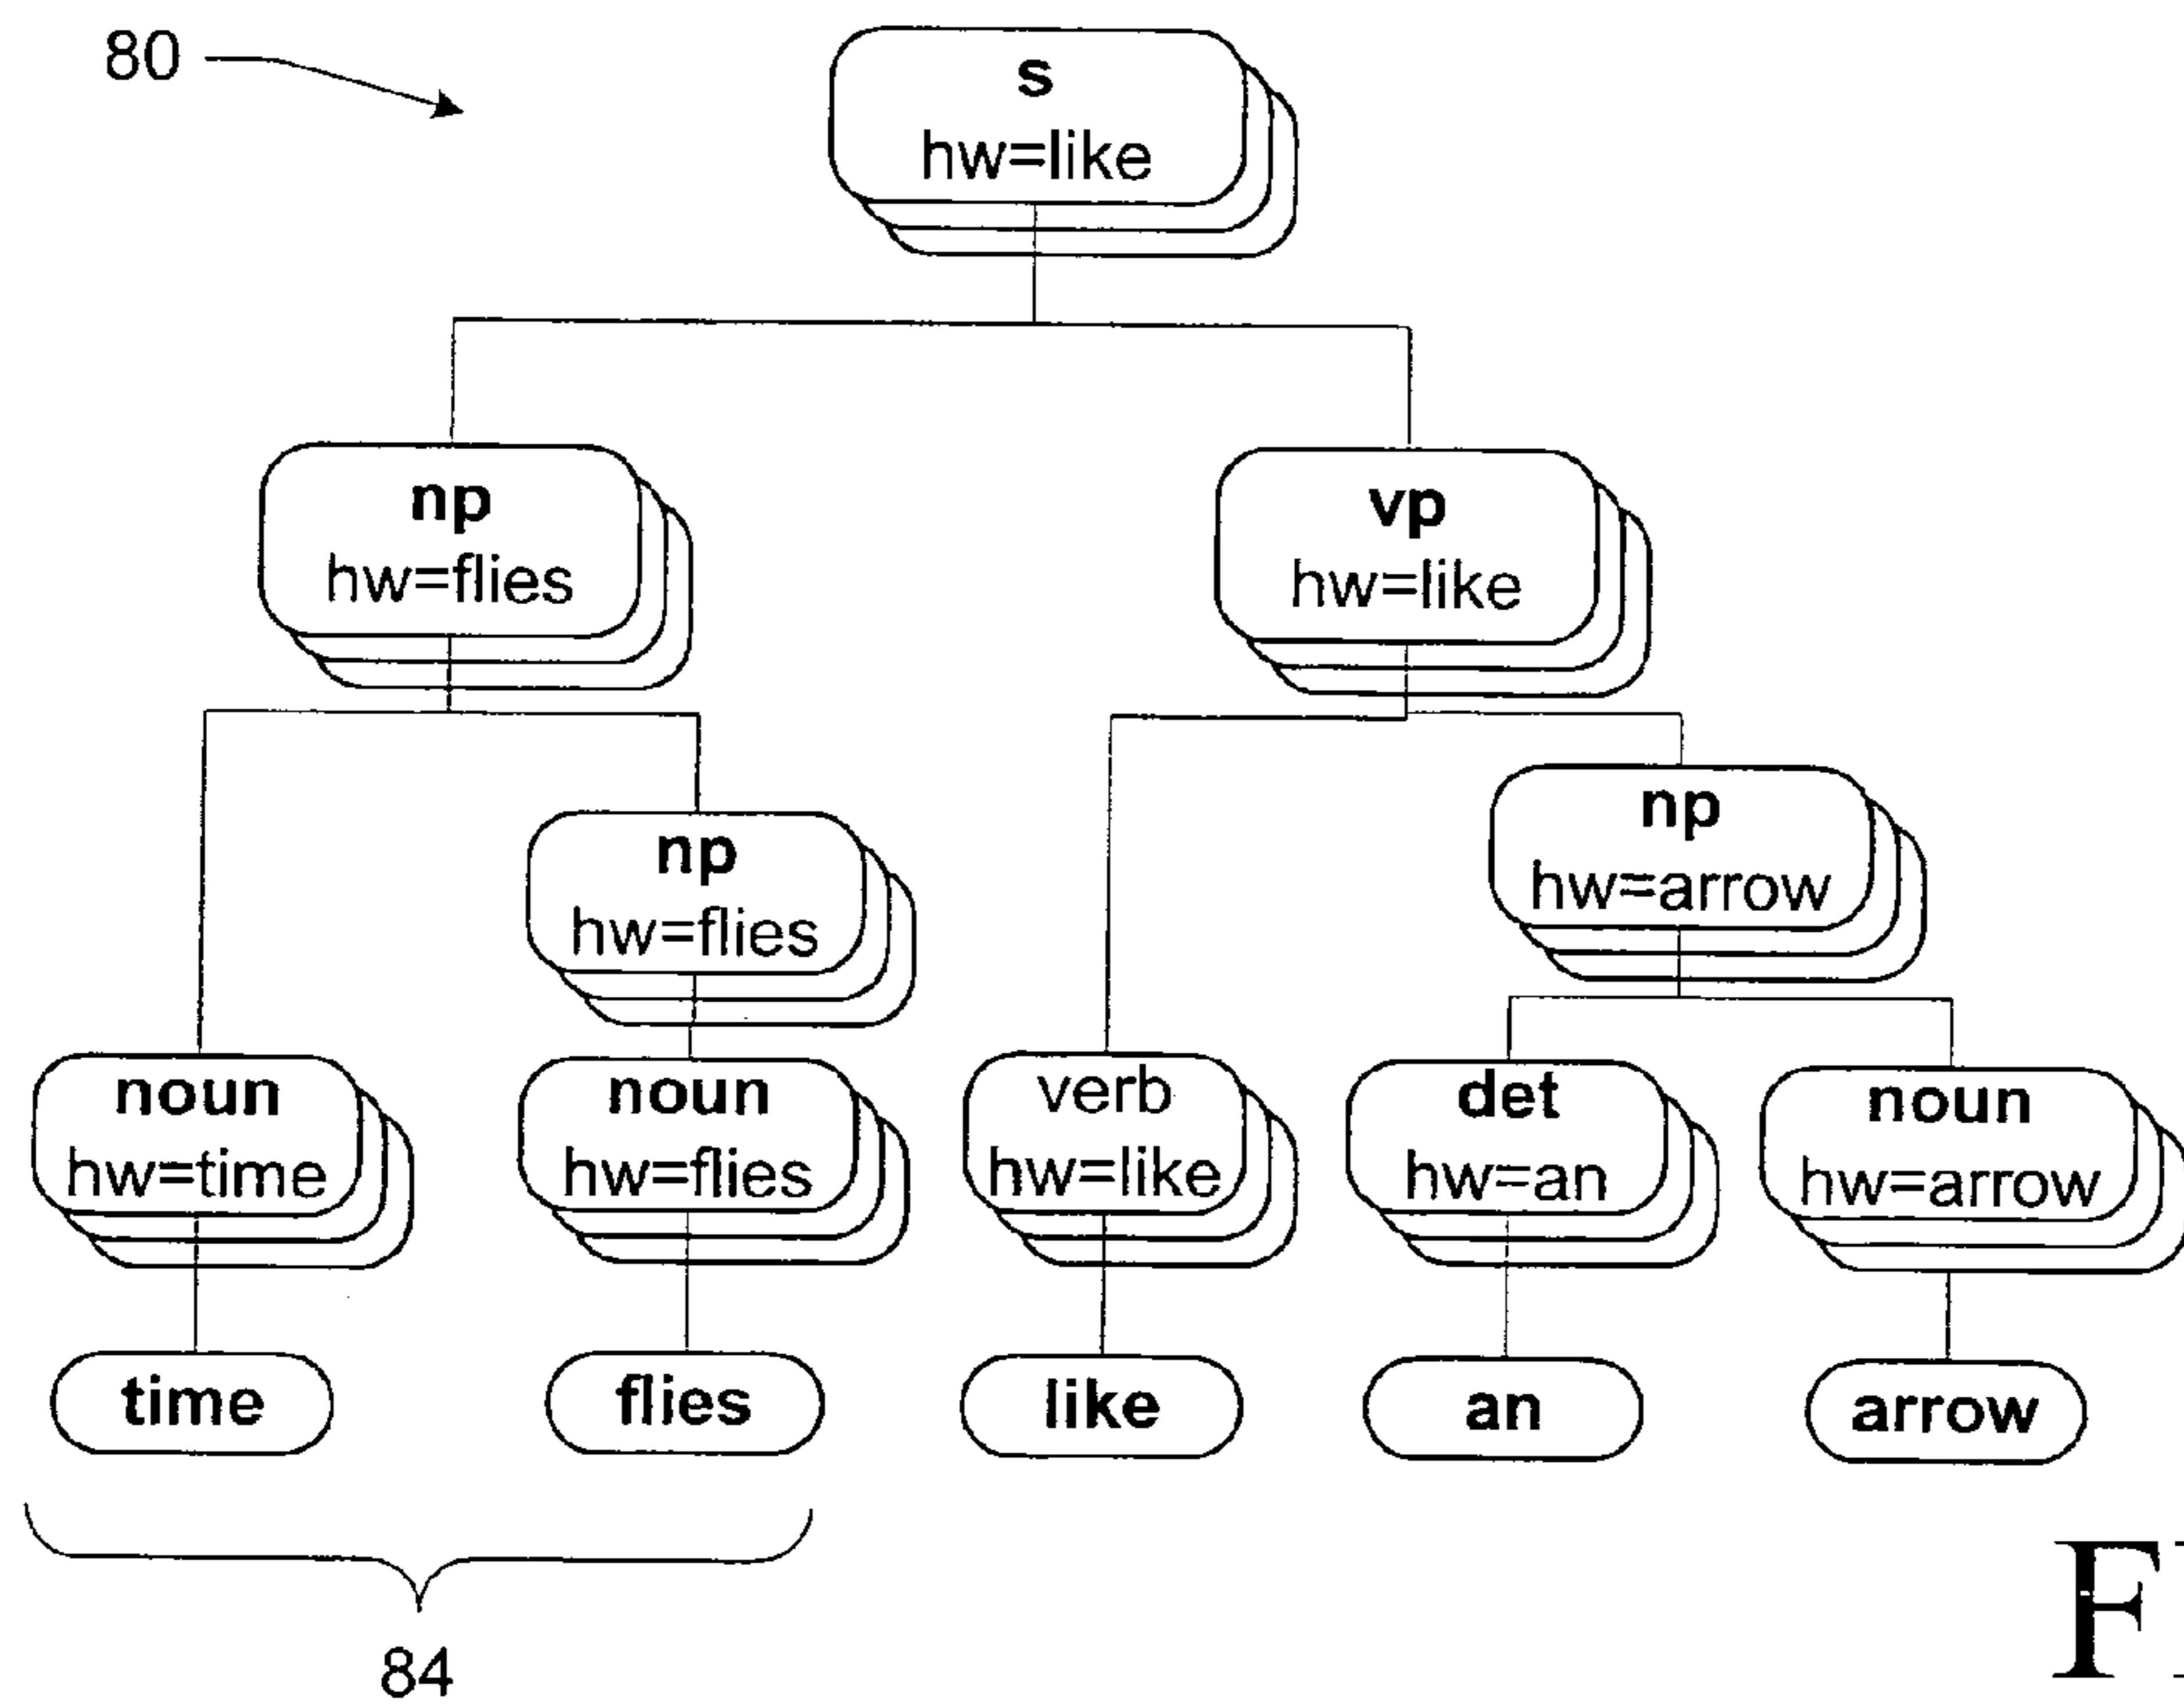 80
s
hw=like
np
hw=flies
vp
hw=like
np
hw=flies
np
hw=arrow
noun
hw=time
noun
hw=flies
verb
hw=like
det
hw=an
noun
hw=arrow
time
flies
like
an
arrow
84